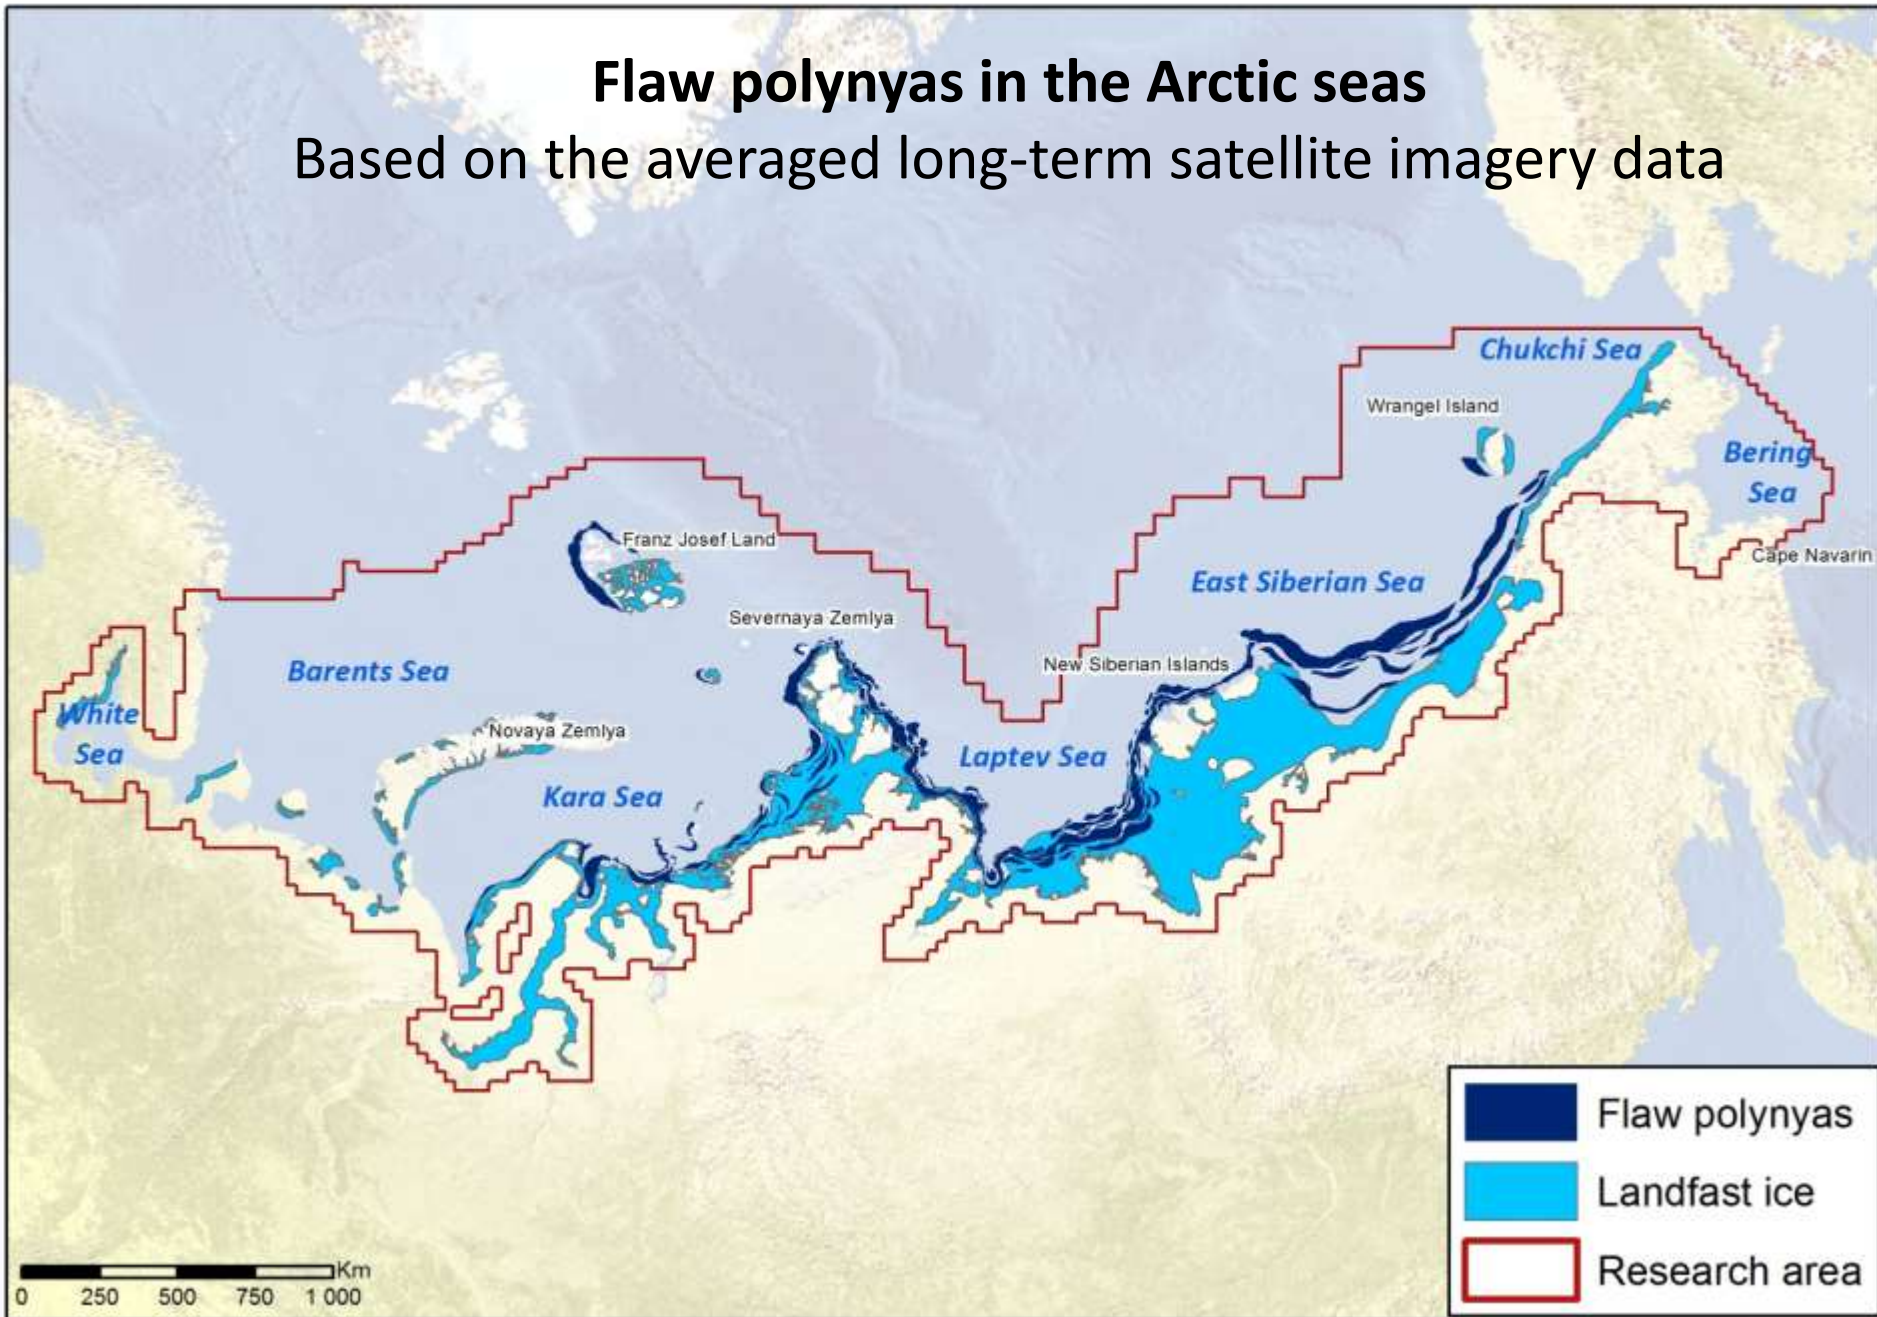 Flaw polynyas in the Arctic seas
Based on the averaged long-term satellite imagery data
Chukchi Sea
Wrangel Island
Bering
Sea
Franz Josef Land
Cape Navarin
East Siberian Sea
Severnaya Zemlya
New Siberian Islands
Barents Sea
White
Sea
Novaya Zemlya
Laptev Sea
Kara Sea
Flaw polynyas
Landfast ice
Research area
Km
0 250 500 750 1 000